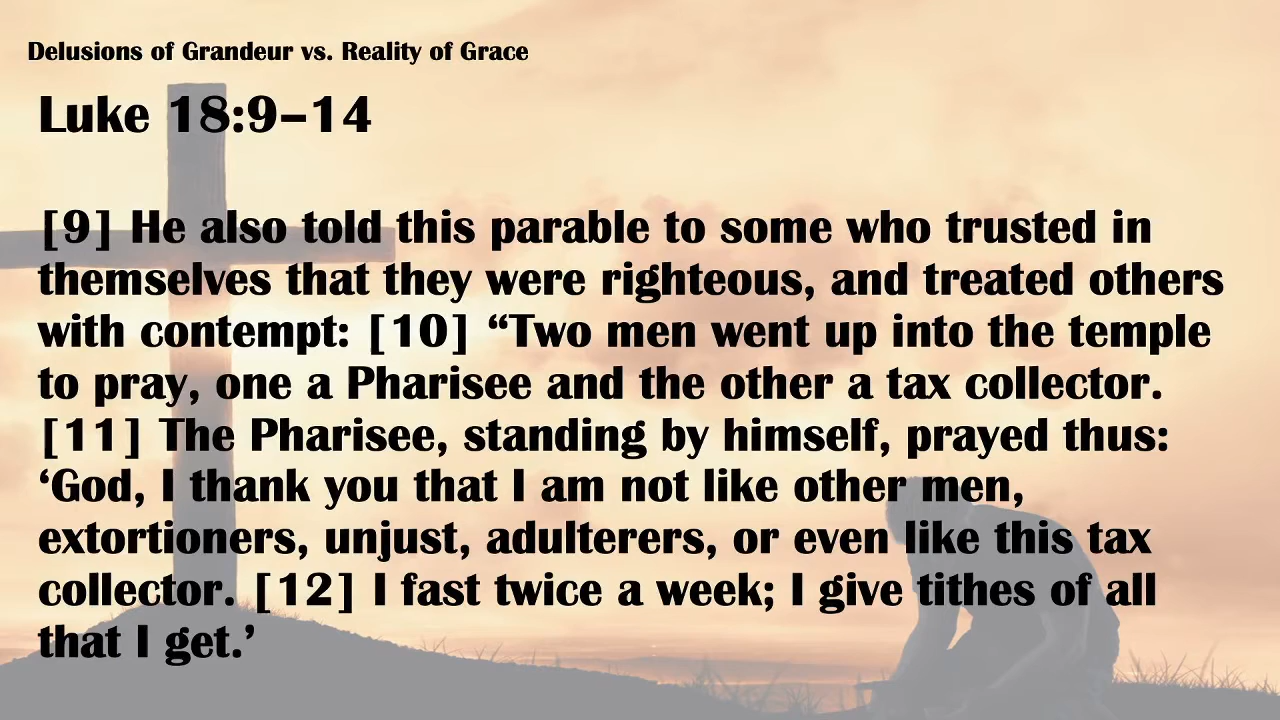 Delusions of Grandeur vs. Reality of Grace
Luke 18:9–14
[9] He also told this parable to some who trusted in
themselves that they were righteous, and treated others
with contempt: [10] “Two men went up into the temple
to pray, one a Pharisee and the other a tax collector.
[11] The Pharisee, standing by himself, prayed thus:
‘God, I thank you that I am not like other men,
extortioners, unjust, adulterers, or even like this tax
collector. [12] I fast twice a week; I give tithes of all
that I get.’